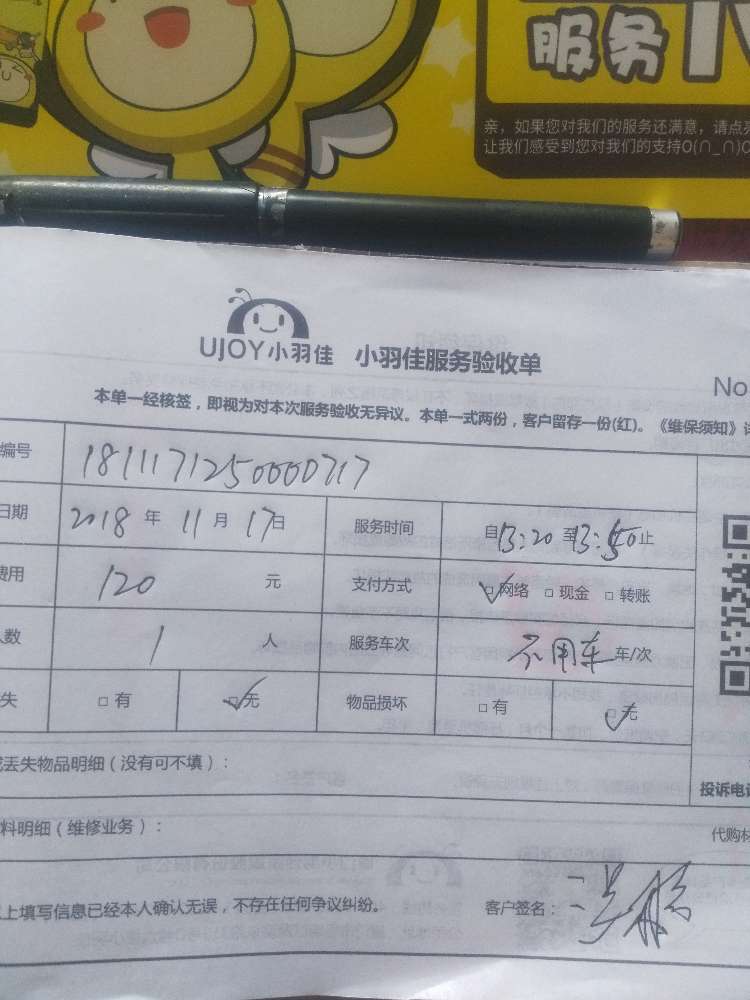 服务
亲，如果您对我们的服务还满意，请点亮
让我们感受到您对我们的支持O(∩_∩)O
UJOY小羽佳 小羽佳服务验收单
No
本单一经核签，即视为对本次服务验收无异议。本单一式两份，客户留存一份(红)。《维保须知》
编号 1811171250000717
日期 2018 年 11 月 17 日 服务时间 自 13:20 至 13:50 止
费用 120 元 支付方式 □网络 □现金 □转账
人数 1 人 服务车次 不用车 车/次
失 □有 □无 物品损坏 □有 □无
丢失物品明细（没有可不填）：
投诉电话
料明细（维修业务）：
代购材
上填写信息已经本人确认无误，不存在任何争议纠纷。 客户签名：